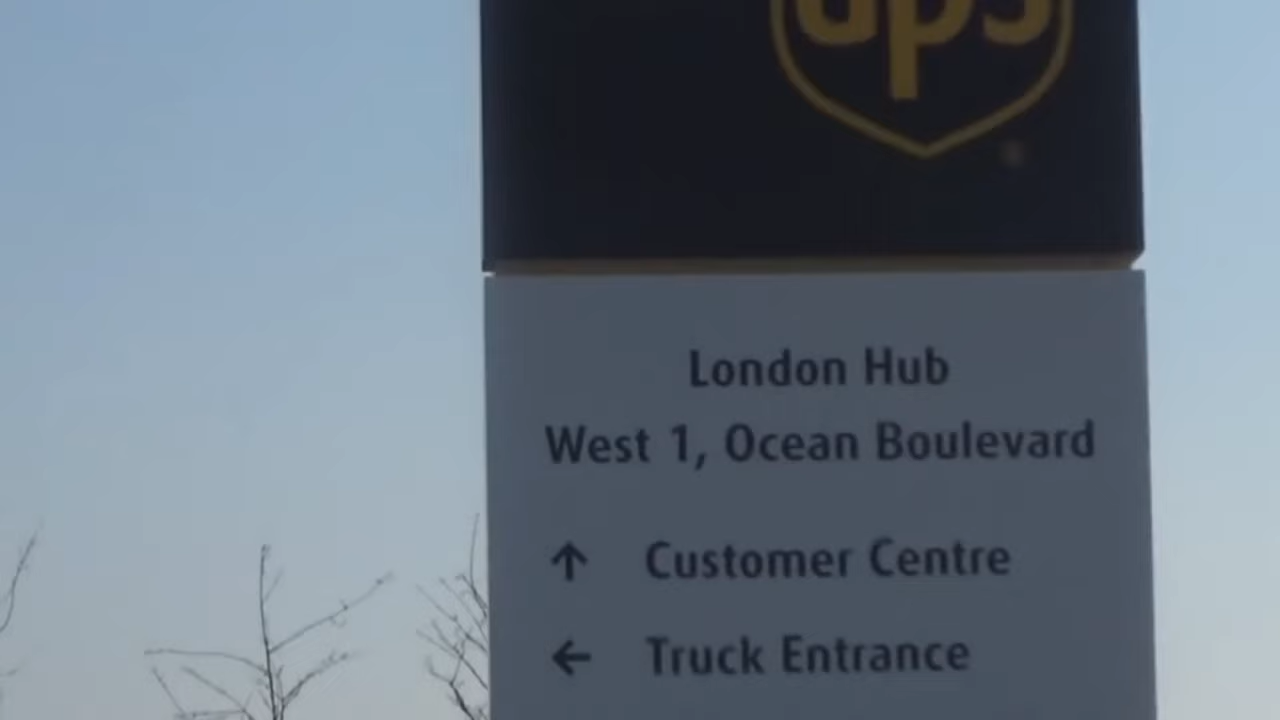 ups
London Hub
West 1, Ocean Boulevard
↑ Customer Centre
← Truck Entrance